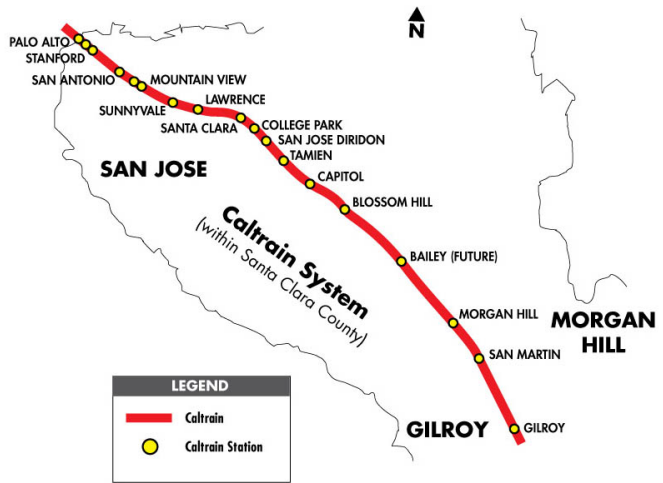 N
PALO ALTO
STANFORD
SAN ANTONIO
MOUNTAIN VIEW
SUNNYVALE
LAWRENCE
SANTA CLARA
COLLEGE PARK
SAN JOSE DIRIDON
TAMIEN
SAN JOSE
CAPITOL
BLOSSOM HILL
Caltrain System
(within Santa Clara County)
BAILEY (FUTURE)
MORGAN HILL
MORGAN
HILL
SAN MARTIN
GILROY
GILROY
LEGEND
Caltrain
Caltrain Station